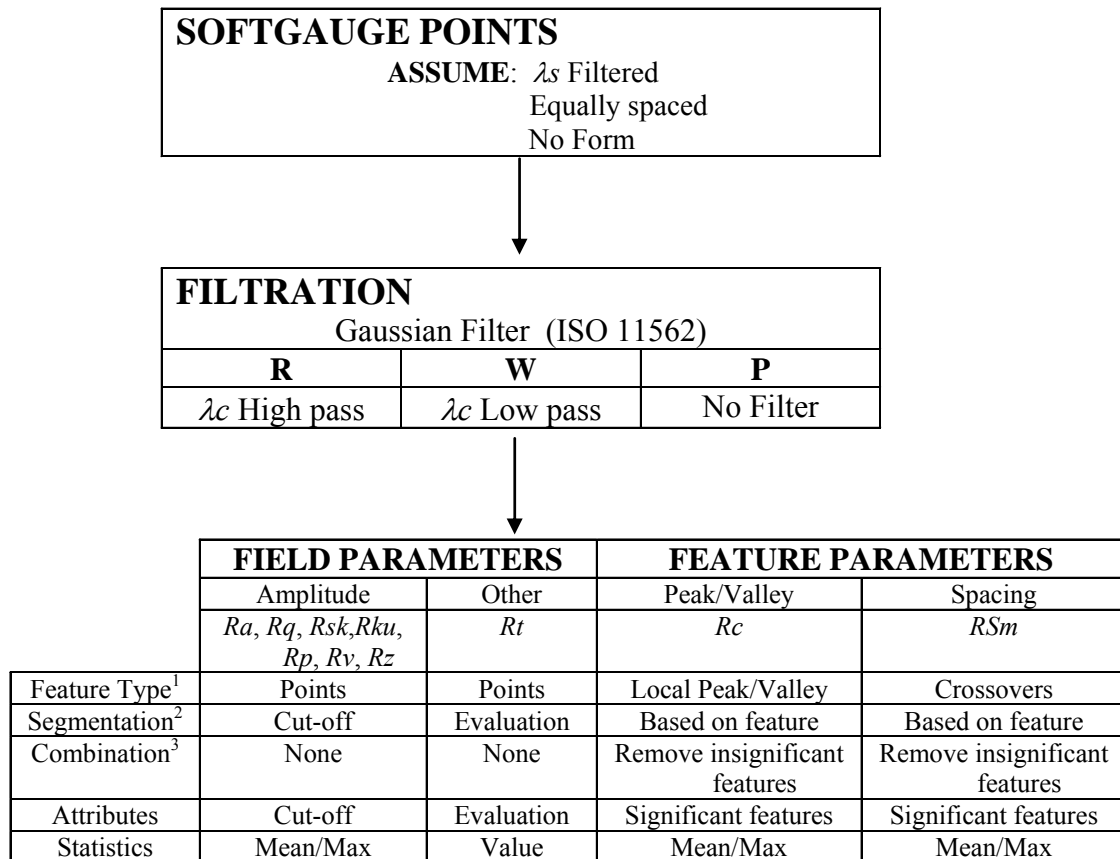 SOFTGAUGE POINTS
ASSUME: λs Filtered
Equally spaced
No Form
FILTRATION
Gaussian Filter (ISO 11562)
R W P
λc High pass λc Low pass No Filter
FIELD PARAMETERS FEATURE PARAMETERS
Amplitude Other Peak/Valley Spacing
Ra, Rq, Rsk,Rku, Rt Rc RSm
Rp, Rv, Rz
Feature Type1 Points Points Local Peak/Valley Crossovers
Segmentation2 Cut-off Evaluation Based on feature Based on feature
Combination3 None None Remove insignificant Remove insignificant
features features
Attributes Cut-off Evaluation Significant features Significant features
Statistics Mean/Max Value Mean/Max Mean/Max